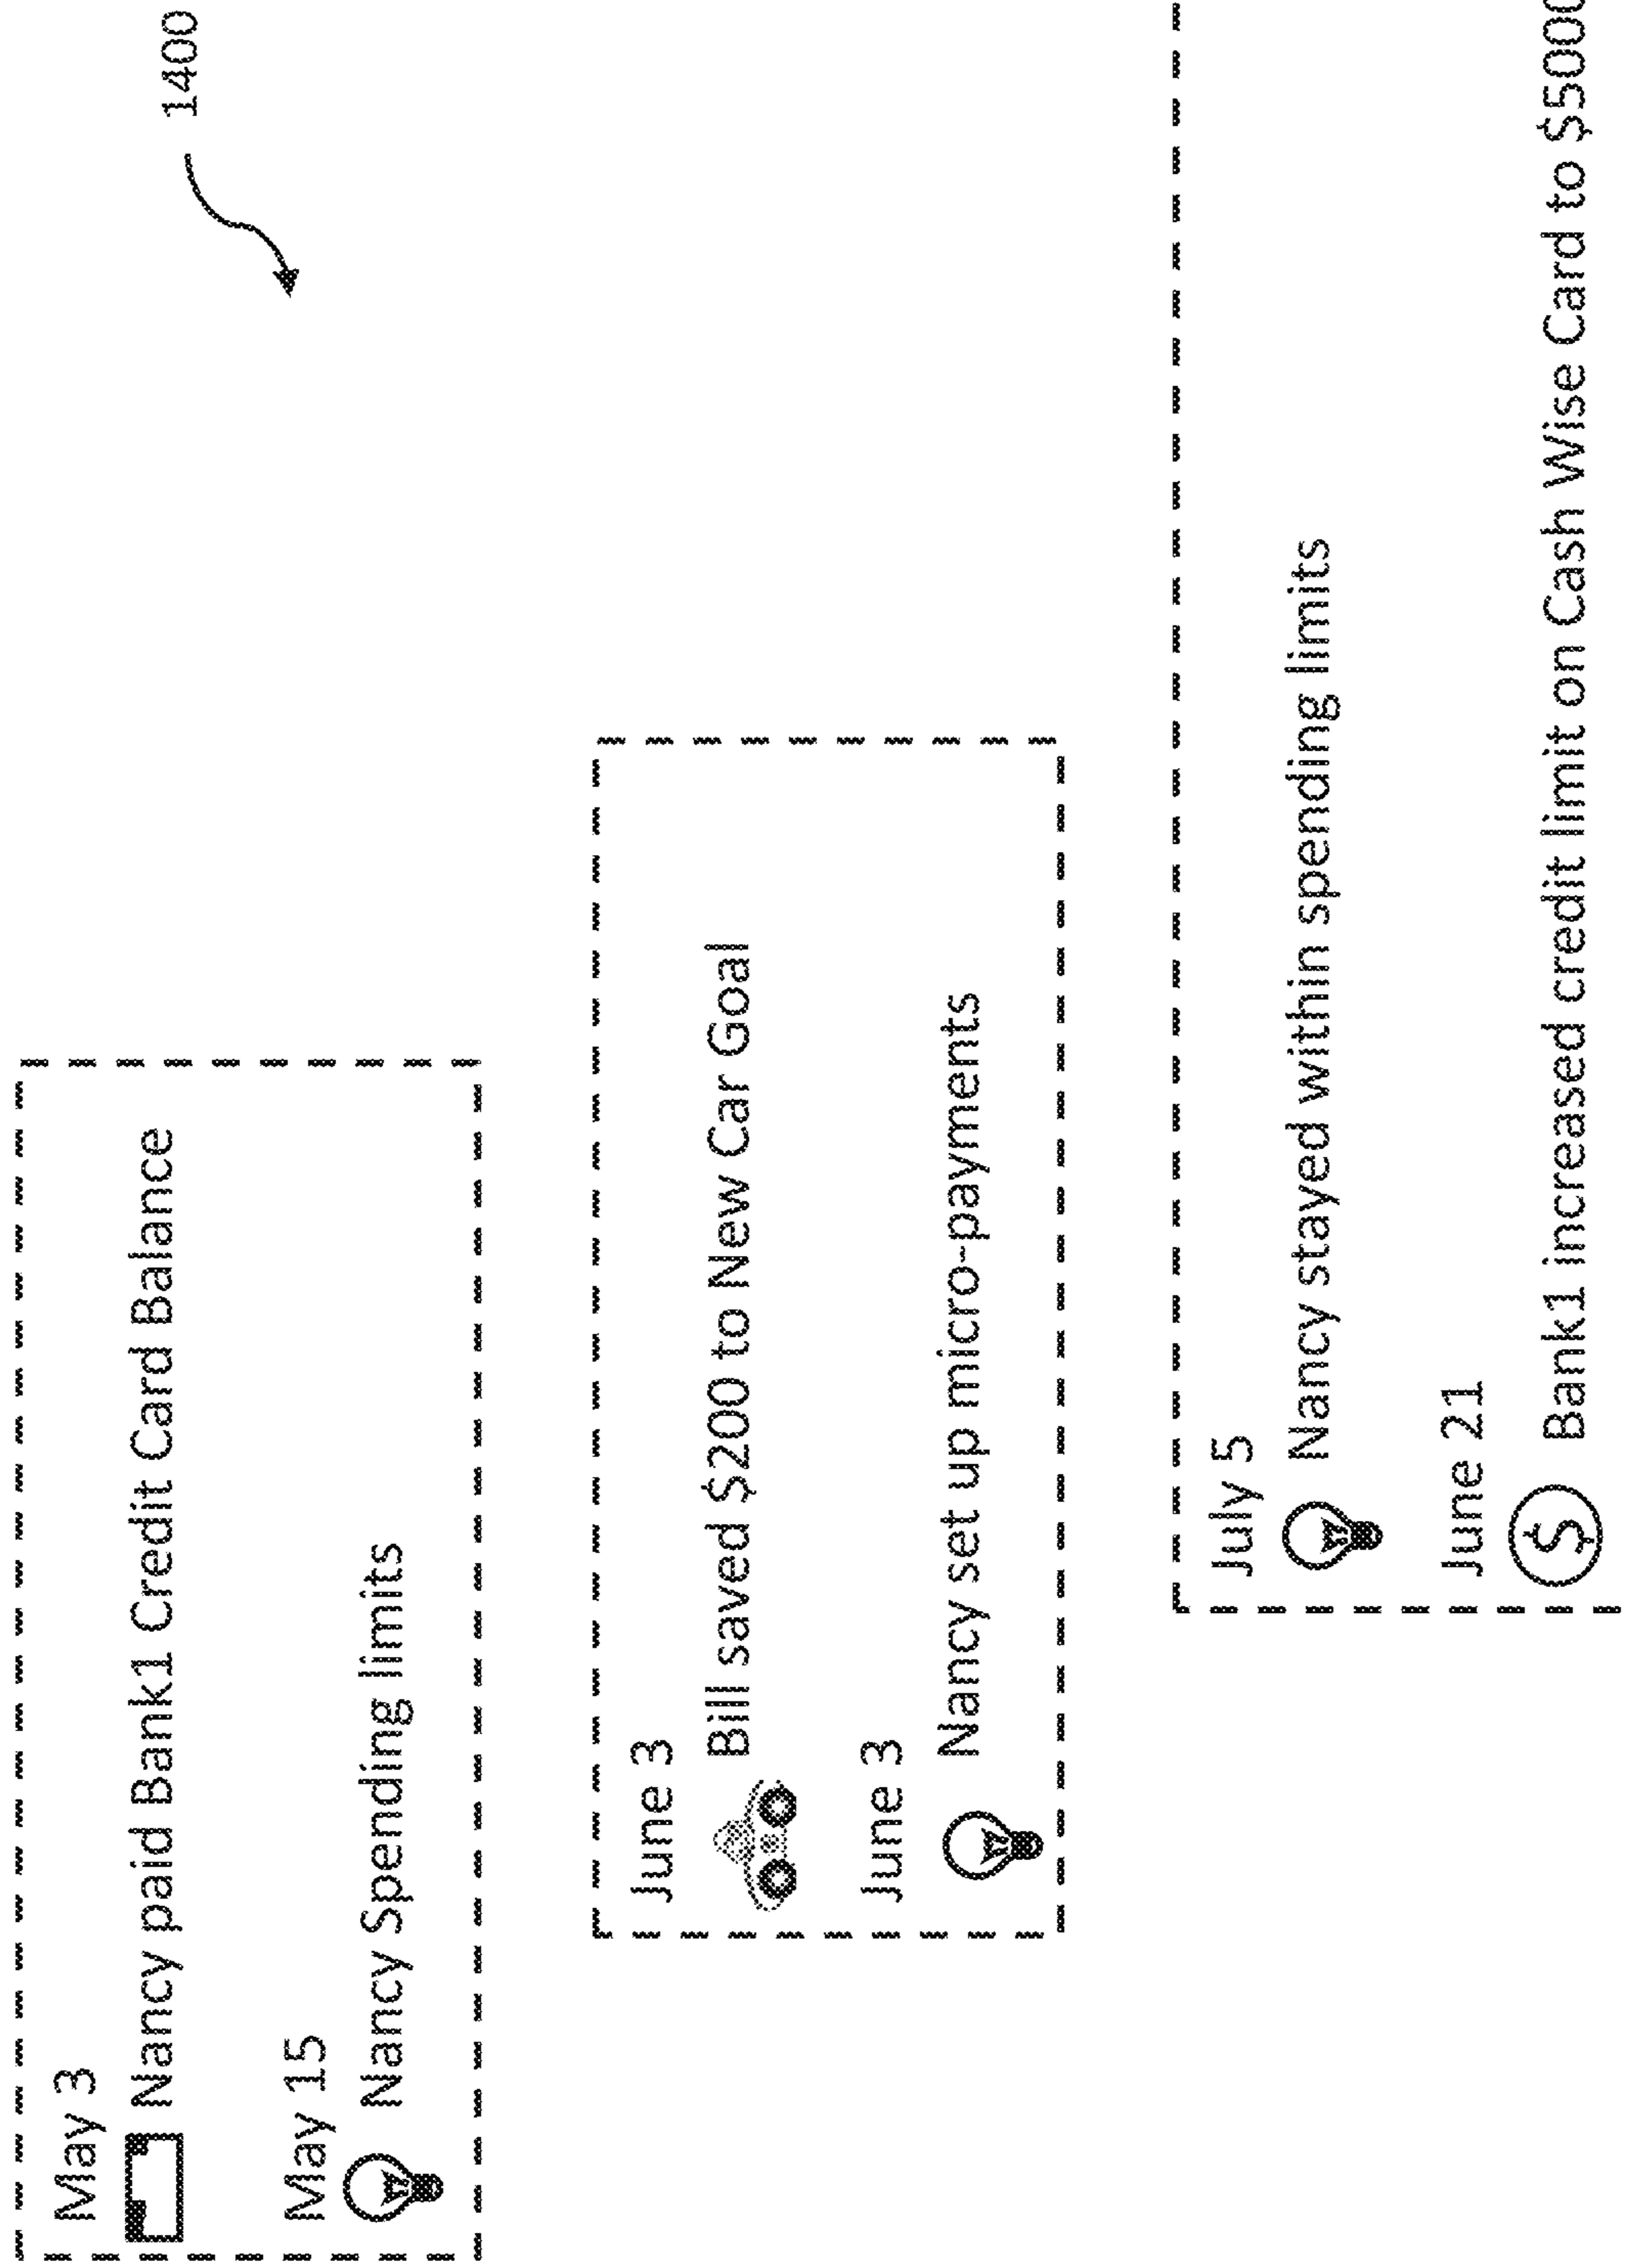 1400
May 3
Nancy paid Bank1 Credit Card Balance
May 15
Nancy Spending limits
June 3
Bill saved $200 to New Car Goal
June 3
Nancy set up micro-payments
July 5
Nancy stayed within spending limits
June 21
$
Bank1 increased credit limit on Cash Wise Card to $5000